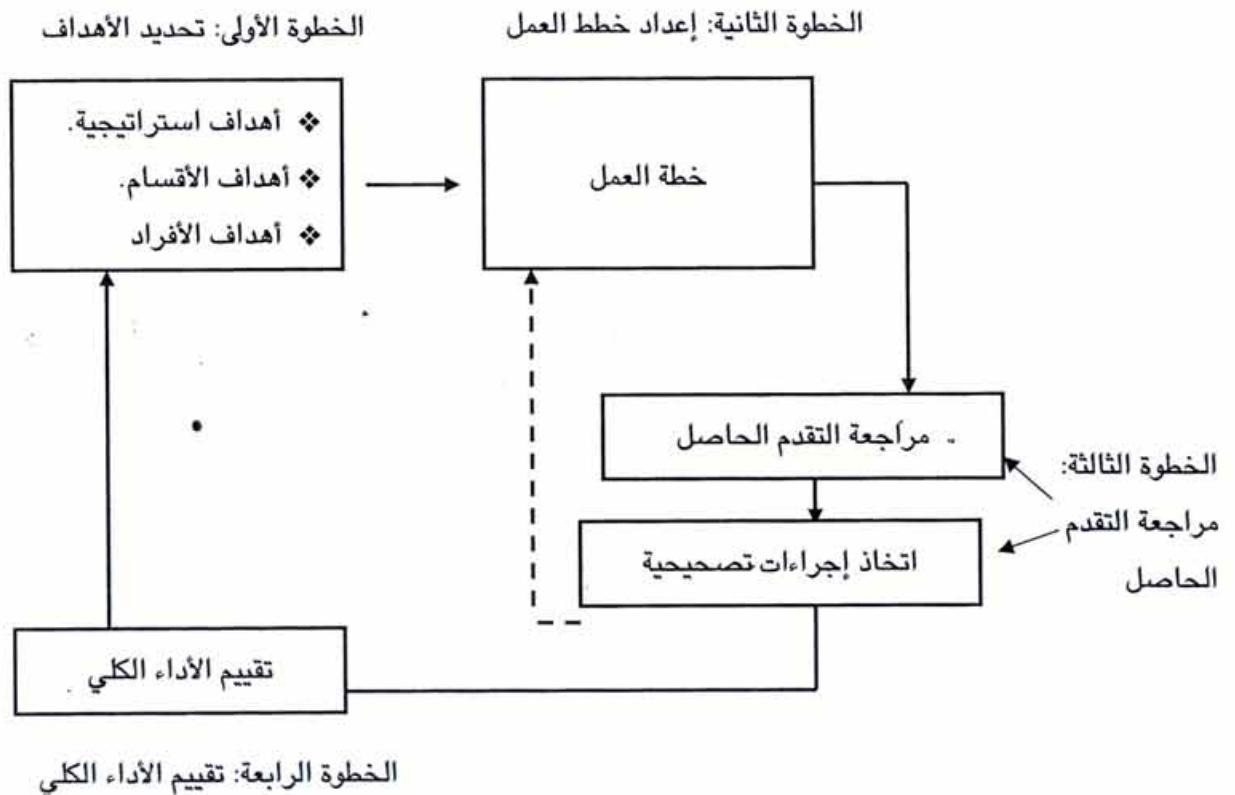 الخطوة الأولى: تحديد الأهداف
❖ أهداف استراتيجية.
❖ أهداف الأقسام.
❖ أهداف الأفراد
الخطوة الثانية: إعداد خطط العمل
خطة العمل
مراجعة التقدم الحاصل
اتخاذ إجراءات تصحيحية
الخطوة الثالثة:
مراجعة التقدم
الحاصل
تقييم الأداء الكلي
الخطوة الرابعة: تقييم الأداء الكلي